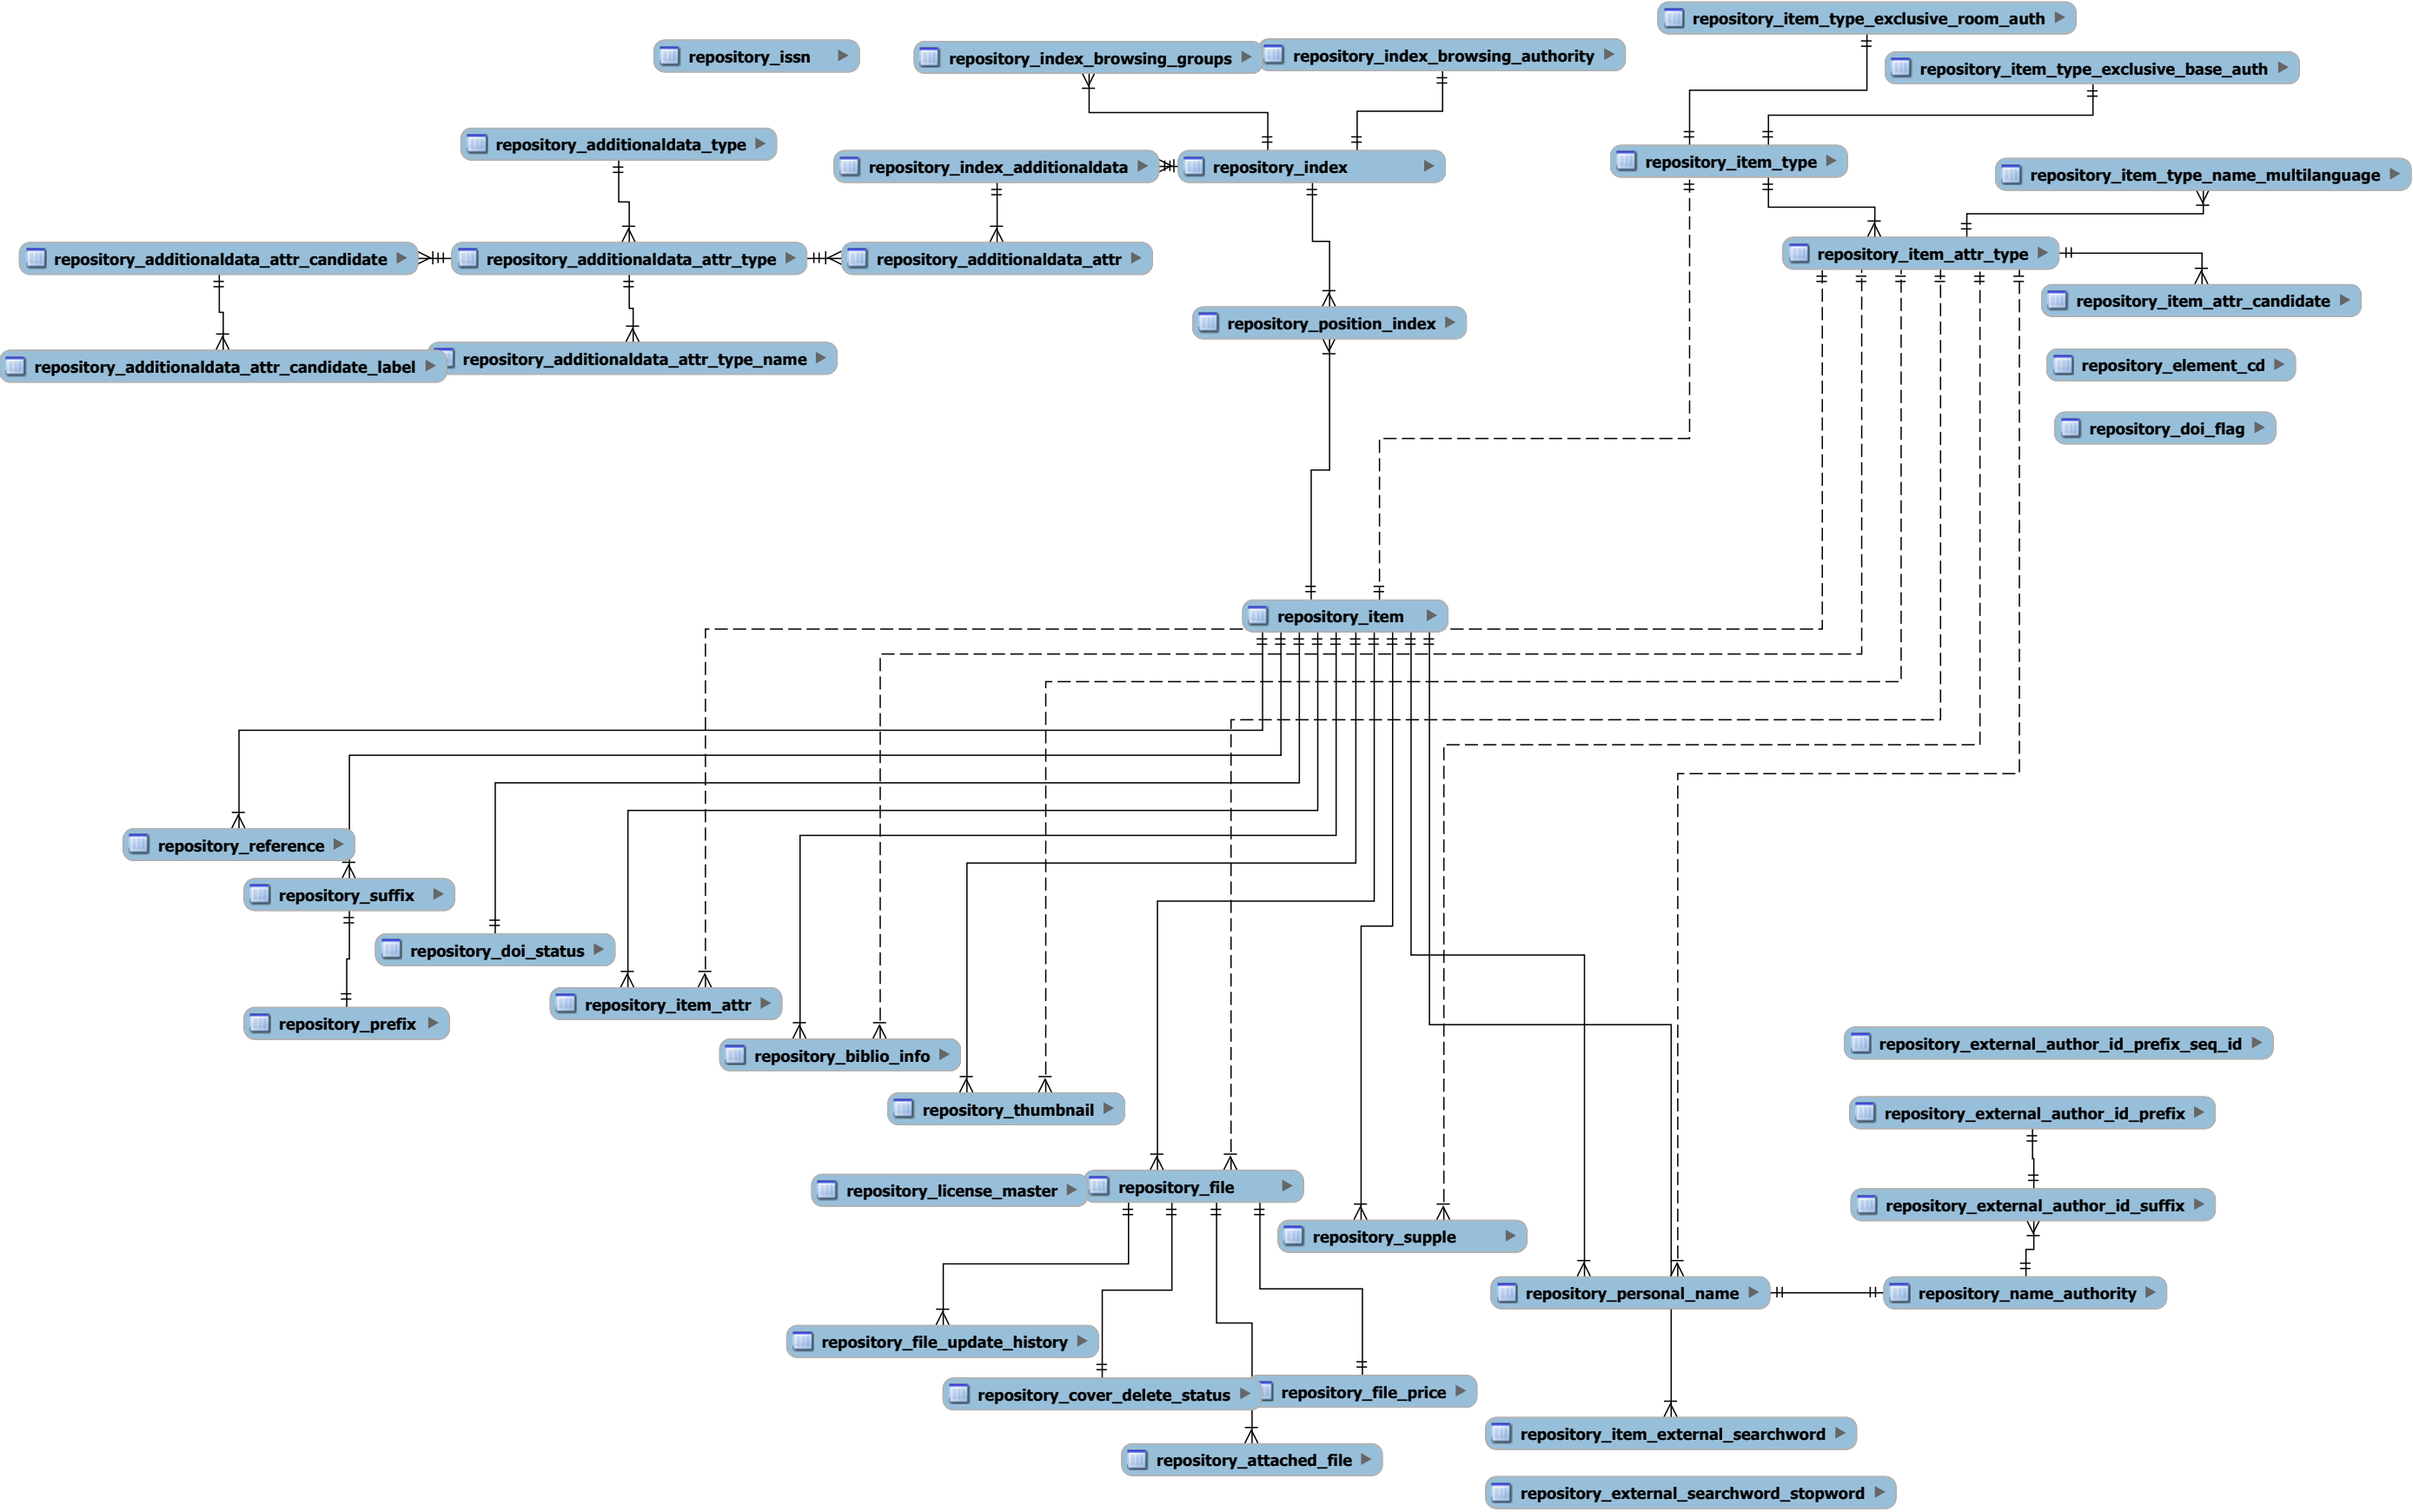 repository_item_type_exclusive_room_auth
repository_issn
repository_index_browsing_groups
repository_index_browsing_authority
repository_item_type_exclusive_base_auth
repository_additionaldata_type
repository_index_additionaldata
repository_index
repository_item_type
repository_item_type_name_multilanguage
repository_additionaldata_attr_candidate
repository_additionaldata_attr_type
repository_additionaldata_attr
repository_item_attr_type
repository_item_attr_candidate
repository_position_index
repository_additionaldata_attr_candidate_label
repository_additionaldata_attr_type_name
repository_element_cd
repository_doi_flag
repository_item
repository_reference
repository_suffix
repository_doi_status
repository_item_attr
repository_prefix
repository_biblio_info
repository_external_author_id_prefix_seq_id
repository_thumbnail
repository_external_author_id_prefix
repository_license_master
repository_file
repository_external_author_id_suffix
repository_supple
repository_personal_name
repository_name_authority
repository_file_update_history
repository_cover_delete_status
repository_file_price
repository_item_external_searchword
repository_attached_file
repository_external_searchword_stopword